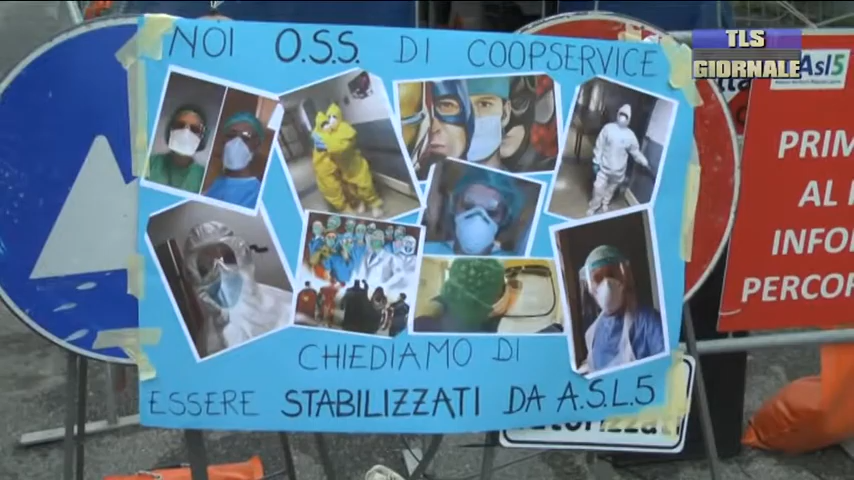 NOI O.S.S. DI COOPSERVICE
CHIEDIAMO DI
ESSERE STABILIZZATI DA A.S.L.5
TLS
GIORNALE
Asl5
PRIM
AL P
INFO
PERCOR